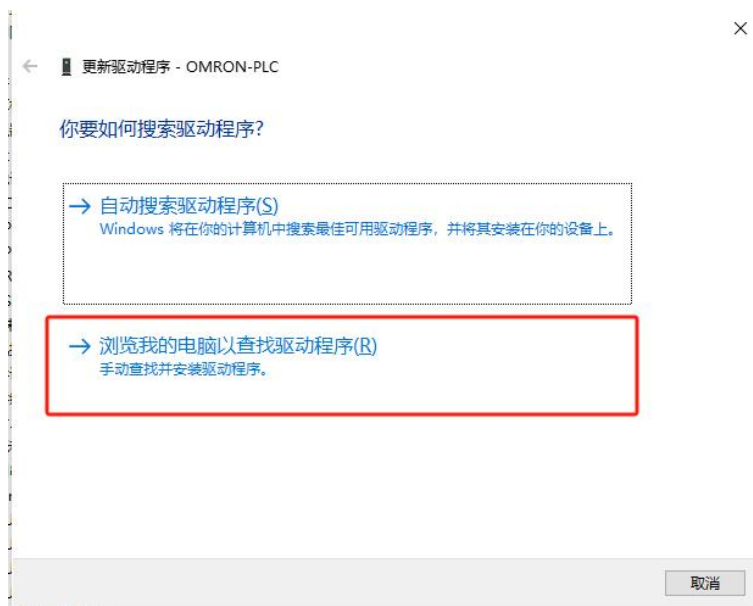 更新驱动程序 - OMRON-PLC
你要如何搜索驱动程序?
自动搜索驱动程序(S)
Windows 将在你的计算机中搜索最佳可用驱动程序，并将其安装在你的设备上。
浏览我的电脑以查找驱动程序(R)
手动查找并安装驱动程序。
取消